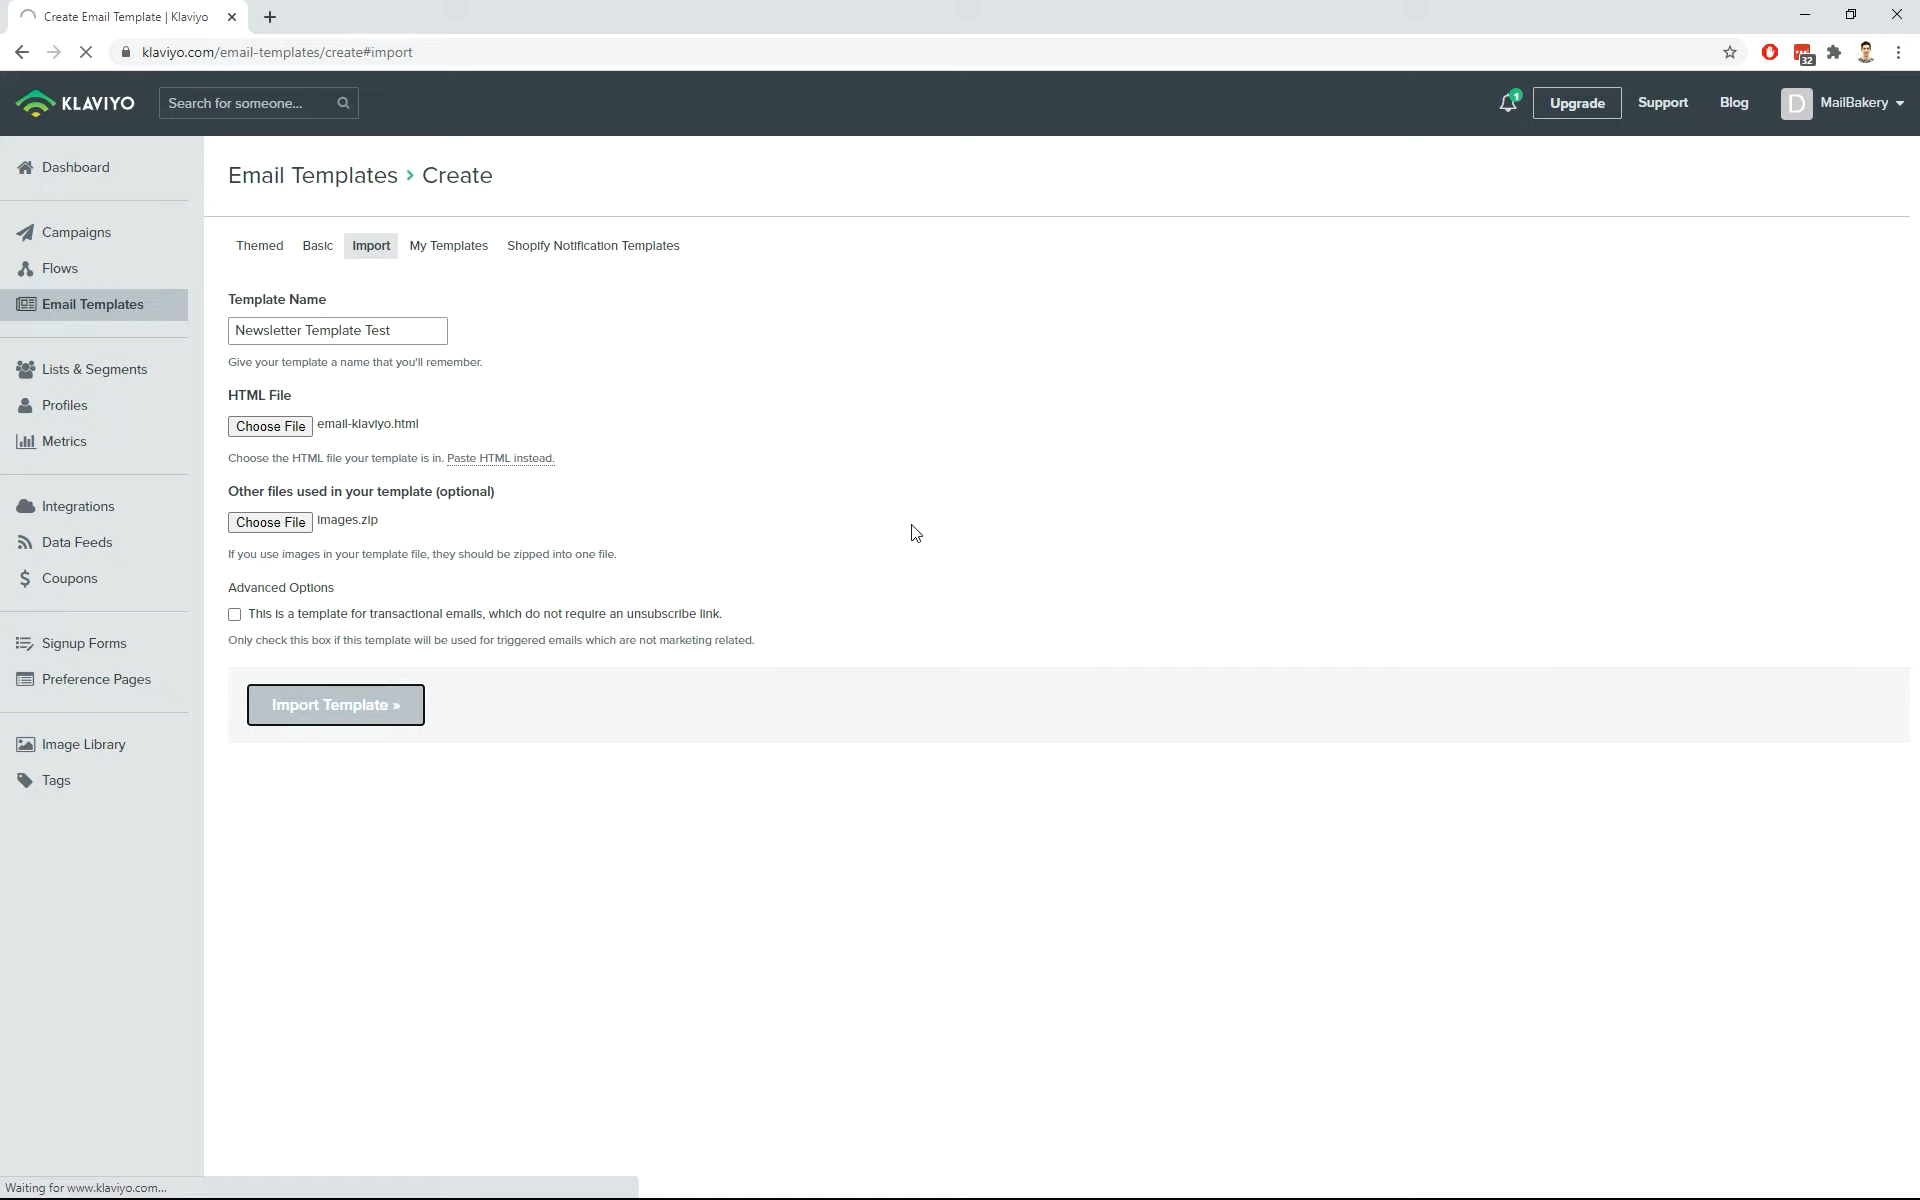 Create Email Template | Klaviyo
klaviyo.com/email-templates/create#import
32
KLAVIYO
Search for someone...
1
Upgrade
Support
Blog
D
MailBakery
Dashboard
Campaigns
Flows
Email Templates
Lists & Segments
Profiles
Metrics
Integrations
Data Feeds
Coupons
Signup Forms
Preference Pages
Image Library
Tags
Email Templates › Create
Themed
Basic
Import
My Templates
Shopify Notification Templates
Template Name
Newsletter Template Test
Give your template a name that you'll remember.
HTML File
Choose File email-klaviyo.html
Choose the HTML file your template is in. Paste HTML instead.
Other files used in your template (optional)
Choose File images.zip
If you use images in your template file, they should be zipped into one file.
Advanced Options
This is a template for transactional emails, which do not require an unsubscribe link.
Only check this box if this template will be used for triggered emails which are not marketing related.
Import Template »
Waiting for www.klaviyo.com...